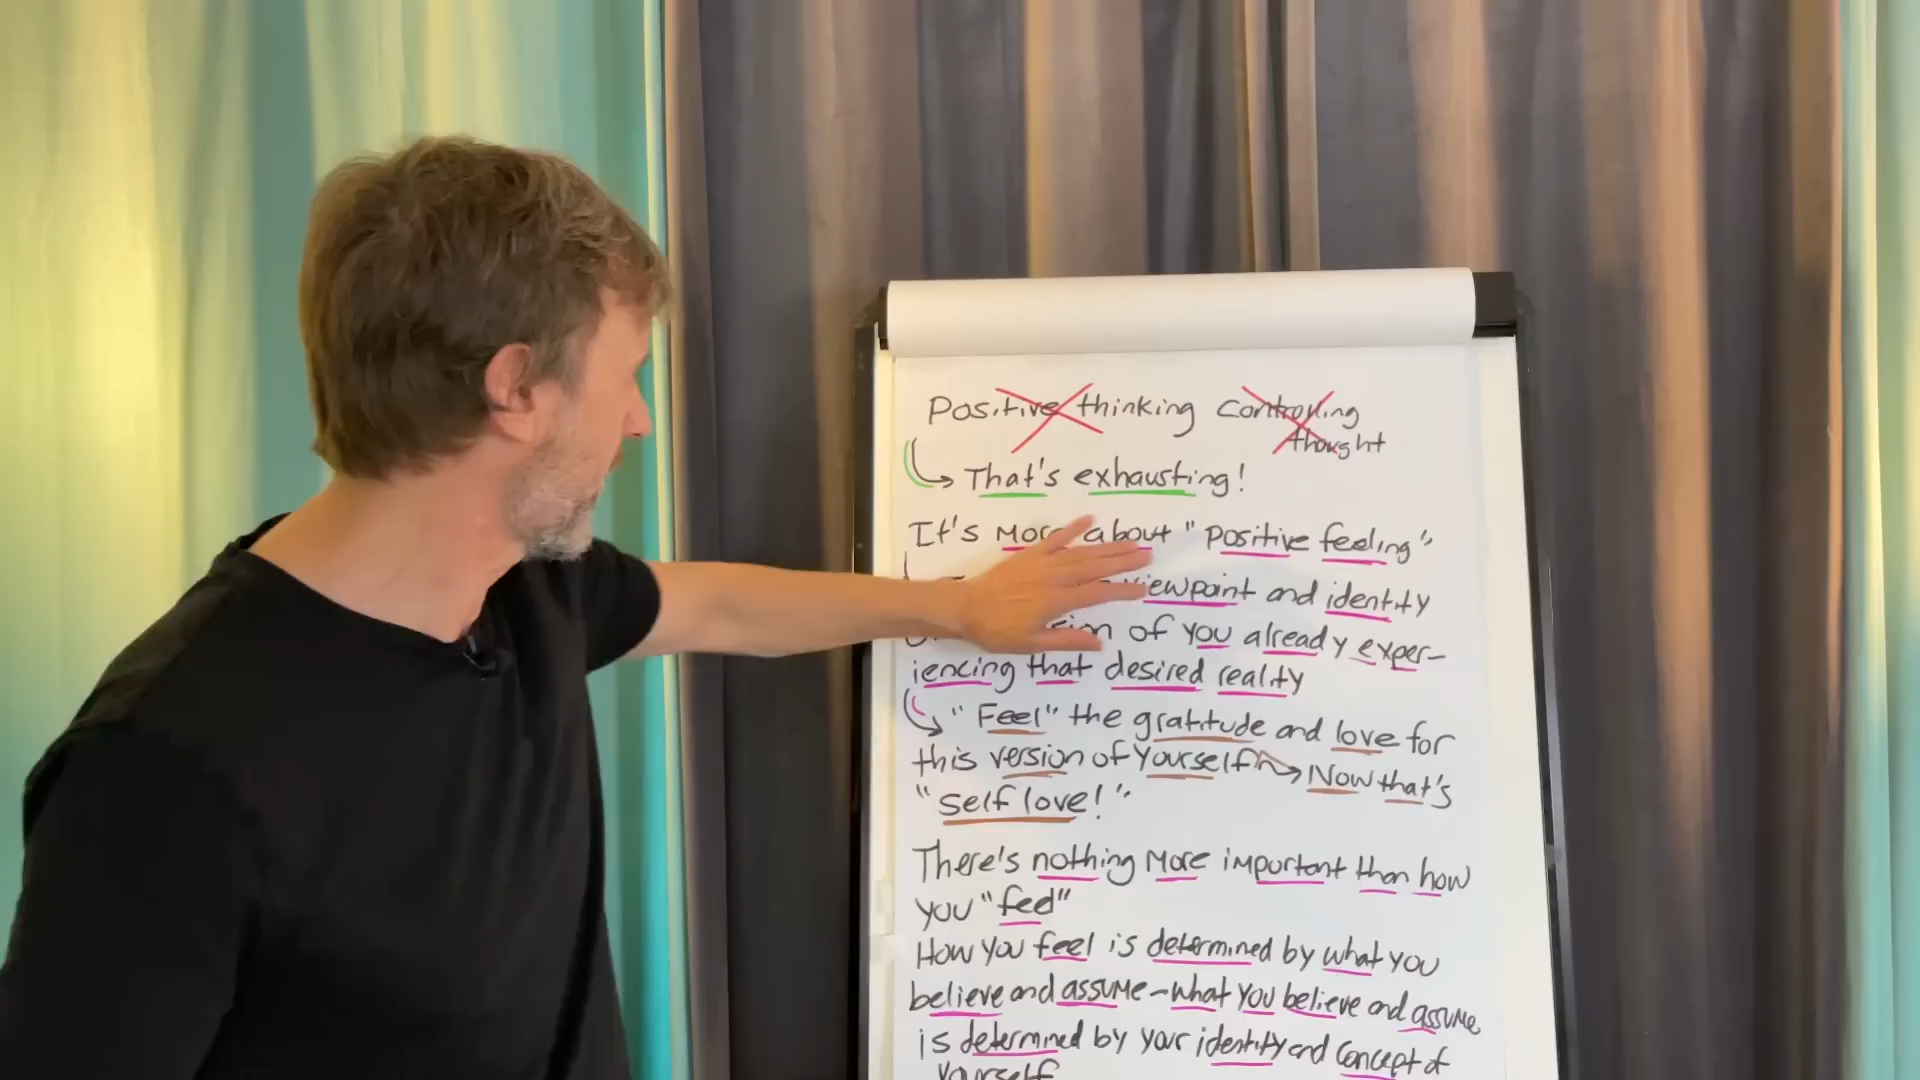 Positive thinking Controlling
thought
That's exhausting!
It's More about "Positive feeling"
viewpoint and identity
of you already exper-
iencing that desired reality
"Feel" the gratitude and love for
this version of Yourself → Now that's
"self love!"
There's nothing More important than how
you "feel"
How you feel is determined by what you
believe and assume - what you believe and assume
is determined by your identity and concept of
Yourself